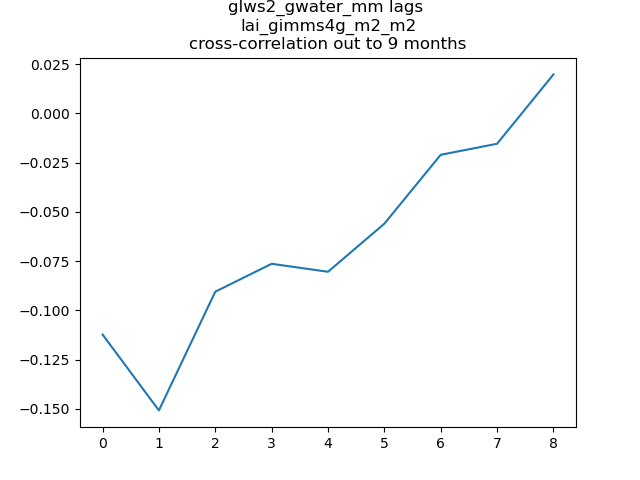 glws2_gwater_mm lags
lai_gimms4g_m2_m2
cross-correlation out to 9 months
0.025
0.000
−0.025
−0.050
−0.075
−0.100
−0.125
−0.150
0 1 2 3 4 5 6 7 8